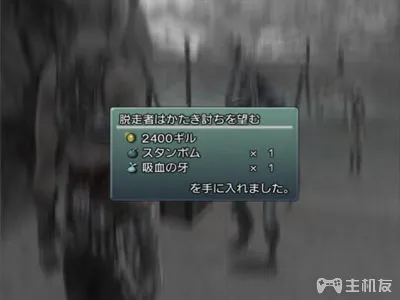 脱走者はかたき討ちを望む
2400ギル
スタンボム × 1
吸血の牙 × 1
を手に入れました。
主机友